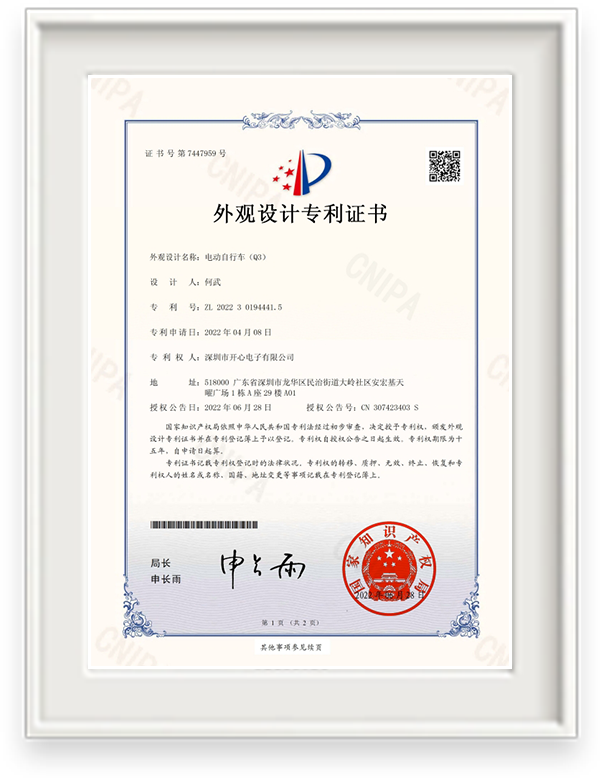 证书号第7447959号
外观设计专利证书
外观设计名称：电动自行车（Q3）
设 计 人：何武
专 利 号：ZL 2022 3 0194441.5
专利申请日：2022年04月08日
专 利 权 人：深圳市开心电子有限公司
地 址：518000 广东省深圳市龙华区民治街道大岭社区安宏基天
曜广场1栋A座29楼A01
授权公告日：2022年06月28日 授权公告号：CN 307423403 S
国家知识产权局依照中华人民共和国专利法经过初步审查，决定授予专利权，颁发外观
设计专利证书并在专利登记簿上予以登记。专利权自授权公告之日起生效。专利权期限为十
五年，自申请日起算。
专利证书记载专利权登记时的法律状况。专利权的转移、质押、无效、终止、恢复和专
利权人的姓名或名称、国籍、地址变更等事项记载在专利登记簿上。
局长
申长雨
申长雨
国家知识产权局
2022年06月28日
第 1 页 （共 2 页）
其他事项参见续页
CNIPA
CNIPA
CNIPA
CNIPA
CNIPA